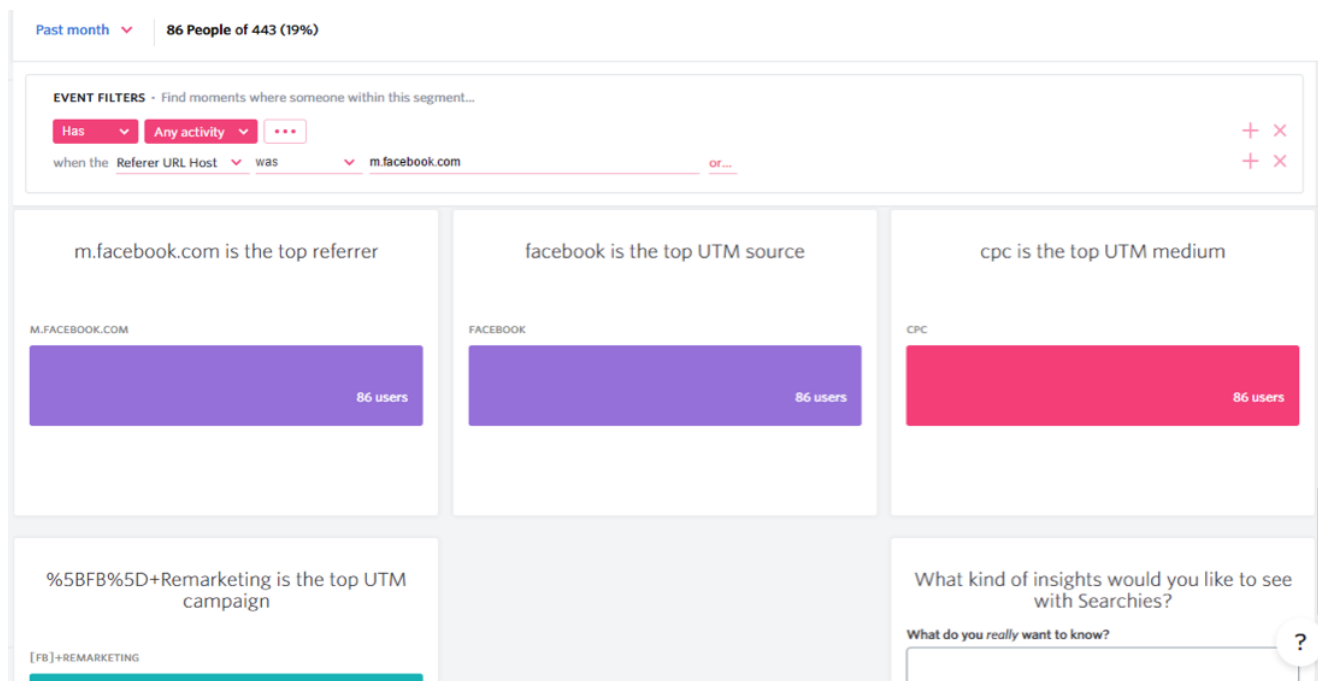 Past month
86 People of 443 (19%)
EVENT FILTERS · Find moments where someone within this segment...
Has Any activity •••
when the Referer URL Host was m.facebook.com or...
m.facebook.com is the top referrer
M.FACEBOOK.COM
86 users
facebook is the top UTM source
FACEBOOK
86 users
cpc is the top UTM medium
CPC
86 users
%5BFB%5D+Remarketing is the top UTM
campaign
[FB]+REMARKETING
What kind of insights would you like to see
with Searchies?
What do you really want to know?
?